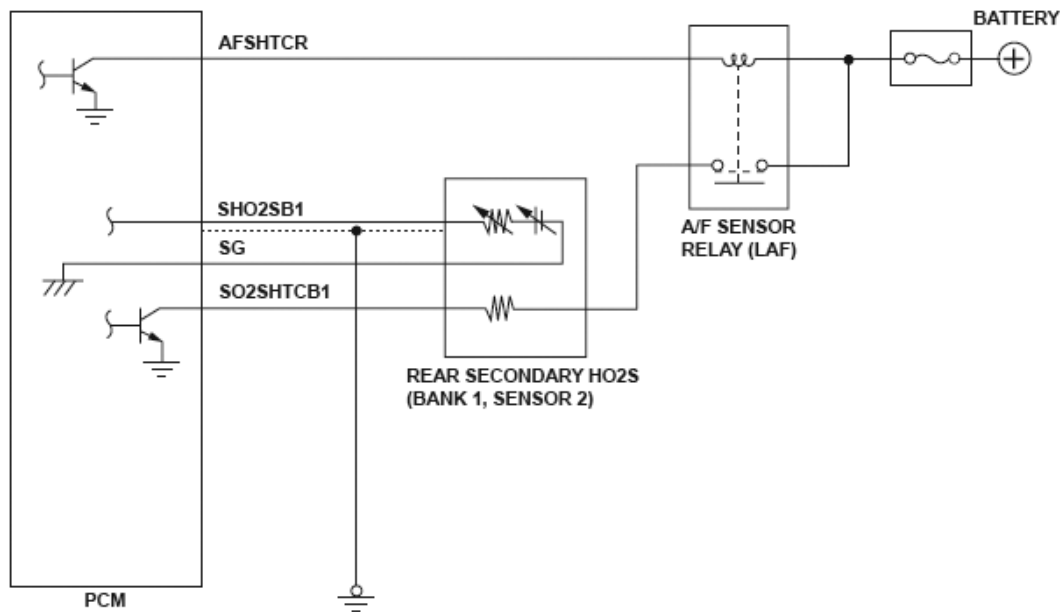 BATTERY
AFSHTCR
SHO2SB1
A/F SENSOR
RELAY (LAF)
SG
SO2SHTCB1
REAR SECONDARY HO2S
(BANK 1, SENSOR 2)
PCM